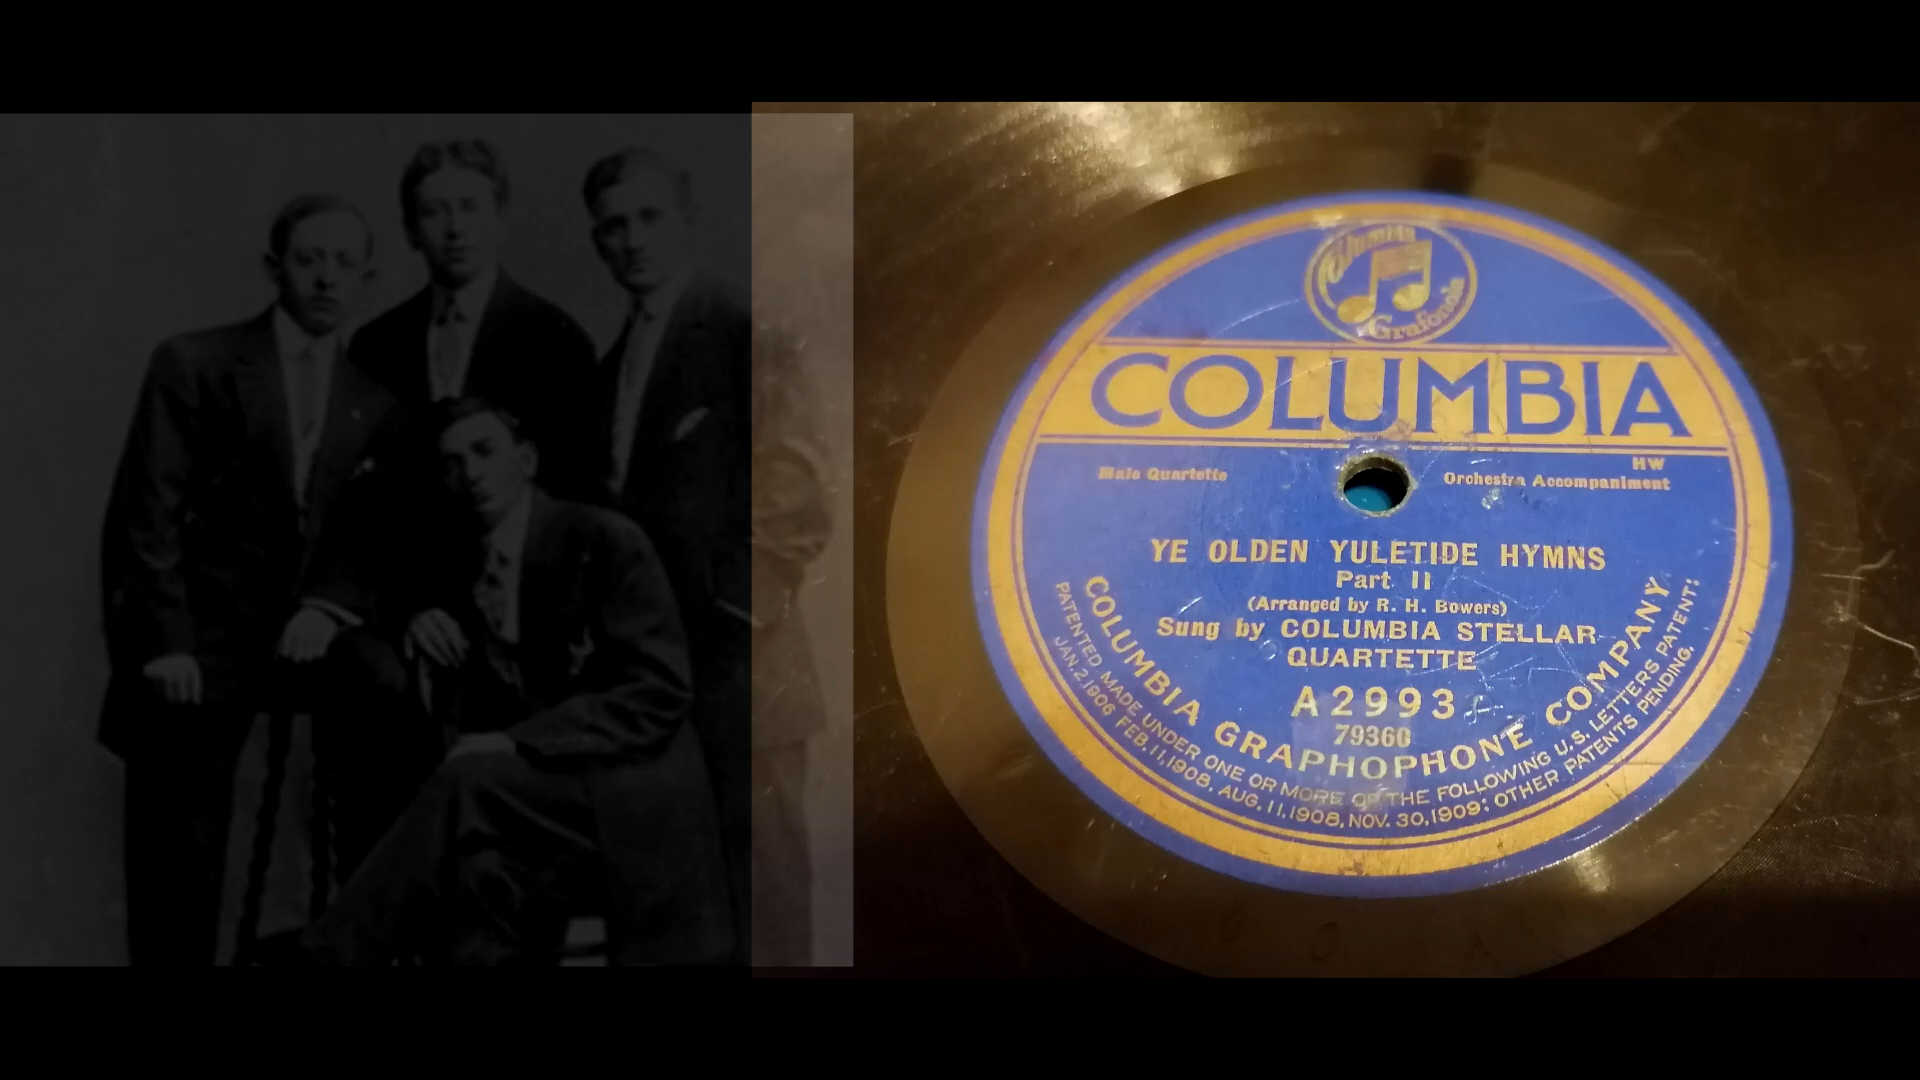 Columbia
Grafonola
COLUMBIA
HW
Male Quartette
Orchestra Accompaniment
YE OLDEN YULETIDE HYMNS
Part II
(Arranged by R. H. Bowers)
Sung by COLUMBIA STELLAR
QUARTETTE
A2993
79360
COLUMBIA GRAPHOPHONE COMPANY
PATENTED MADE UNDER ONE OR MORE OF THE FOLLOWING U.S. LETTERS PATENT:
JAN. 2, 1906 FEB. 11, 1908, AUG. 11, 1908, NOV. 30, 1909; OTHER PATENTS PENDING.